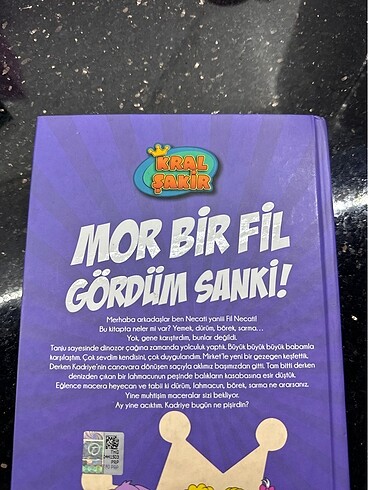 KRAL
ŞAKİR
MOR BİR FİL
GÖRDÜM SANKİ!
Merhaba arkadaşlar ben Necati yanii Fil Necati!
Bu kitapta neler mi var? Yemek, dürüm, börek, sarma...
Yok, gene karıştırdım, bunlar değildi.
Tanju sayesinde dinozor çağına zamanda yolculuk yaptık. Büyük büyük büyük babamla
karşılaştım. Çok sevdim kendisini, çok duygulandım. Mirket'le yeni bir gezegen keşfettik.
Derken Kadriye'nin canavara dönüşen saçıyla aklımız başımızdan gitti. Tam bitti derken
denizden çıkan bir lahmacunun peşinde balıkların kasabasına esir düştük.
Eğlence macera heyecan ve tabii ki dürüm, lahmacun, börek, sarma ne ararsanız.
Yine muhtişim maceralar sizi bekliyor.
Ay yine acıktım. Kadriye bugün ne pişirdin?